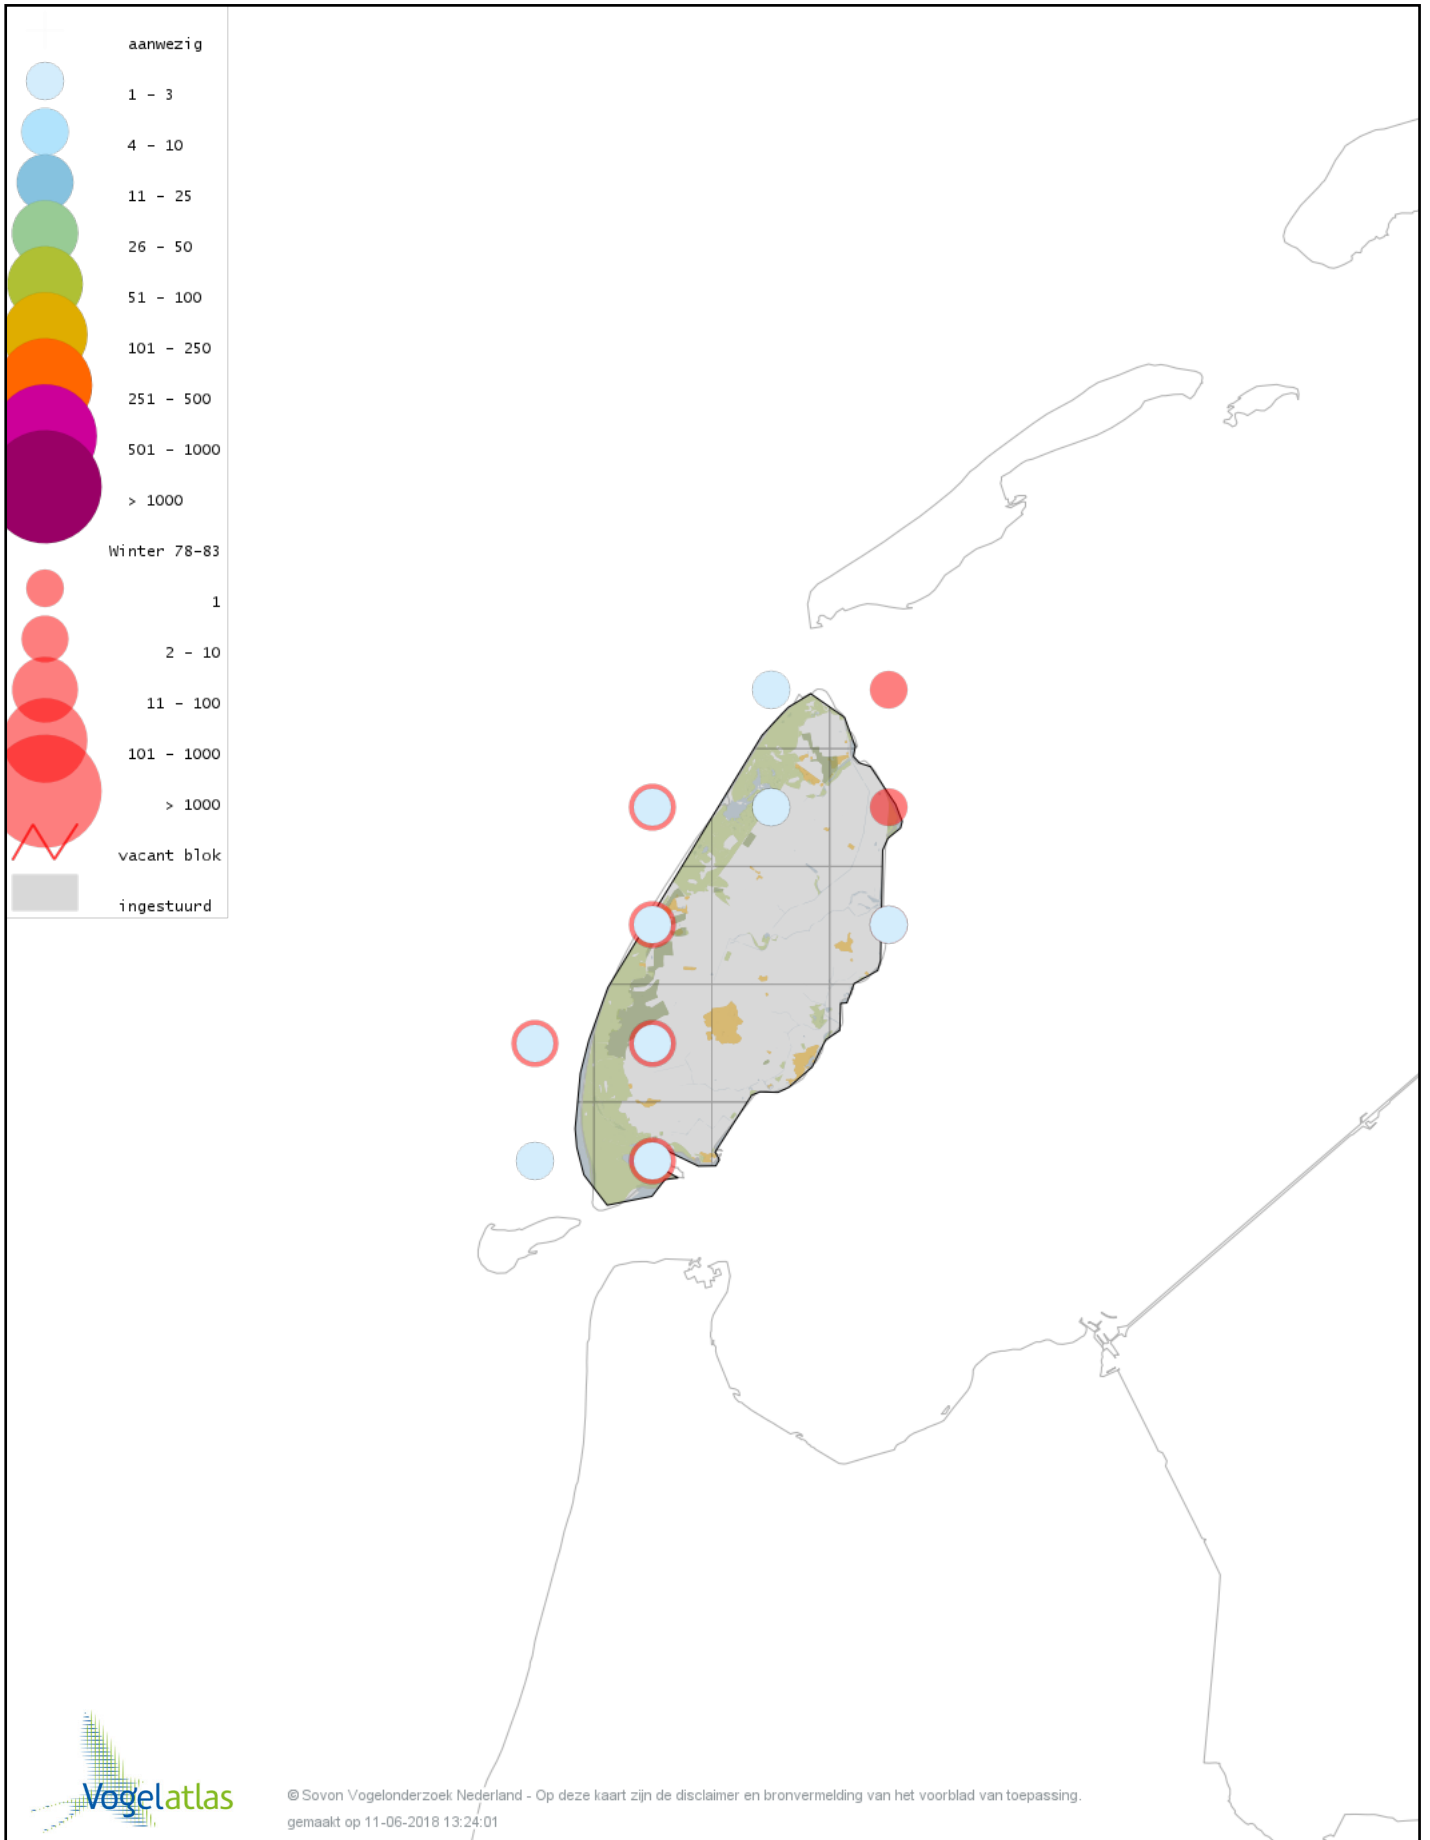 aanwezig
1 - 3
4 - 10
11 - 25
26 - 50
51 - 100
101 - 250
251 - 500
501 - 1000
> 1000
Winter 78-83
1
2 - 10
11 - 100
101 - 1000
> 1000
vacant blok
ingestuurd
Vogelatlas
© Sovon Vogelonderzoek Nederland - Op deze kaart zijn de disclaimer en bronvermelding van het voorblad van toepassing.
gemaakt op 11-06-2018 13:24:01